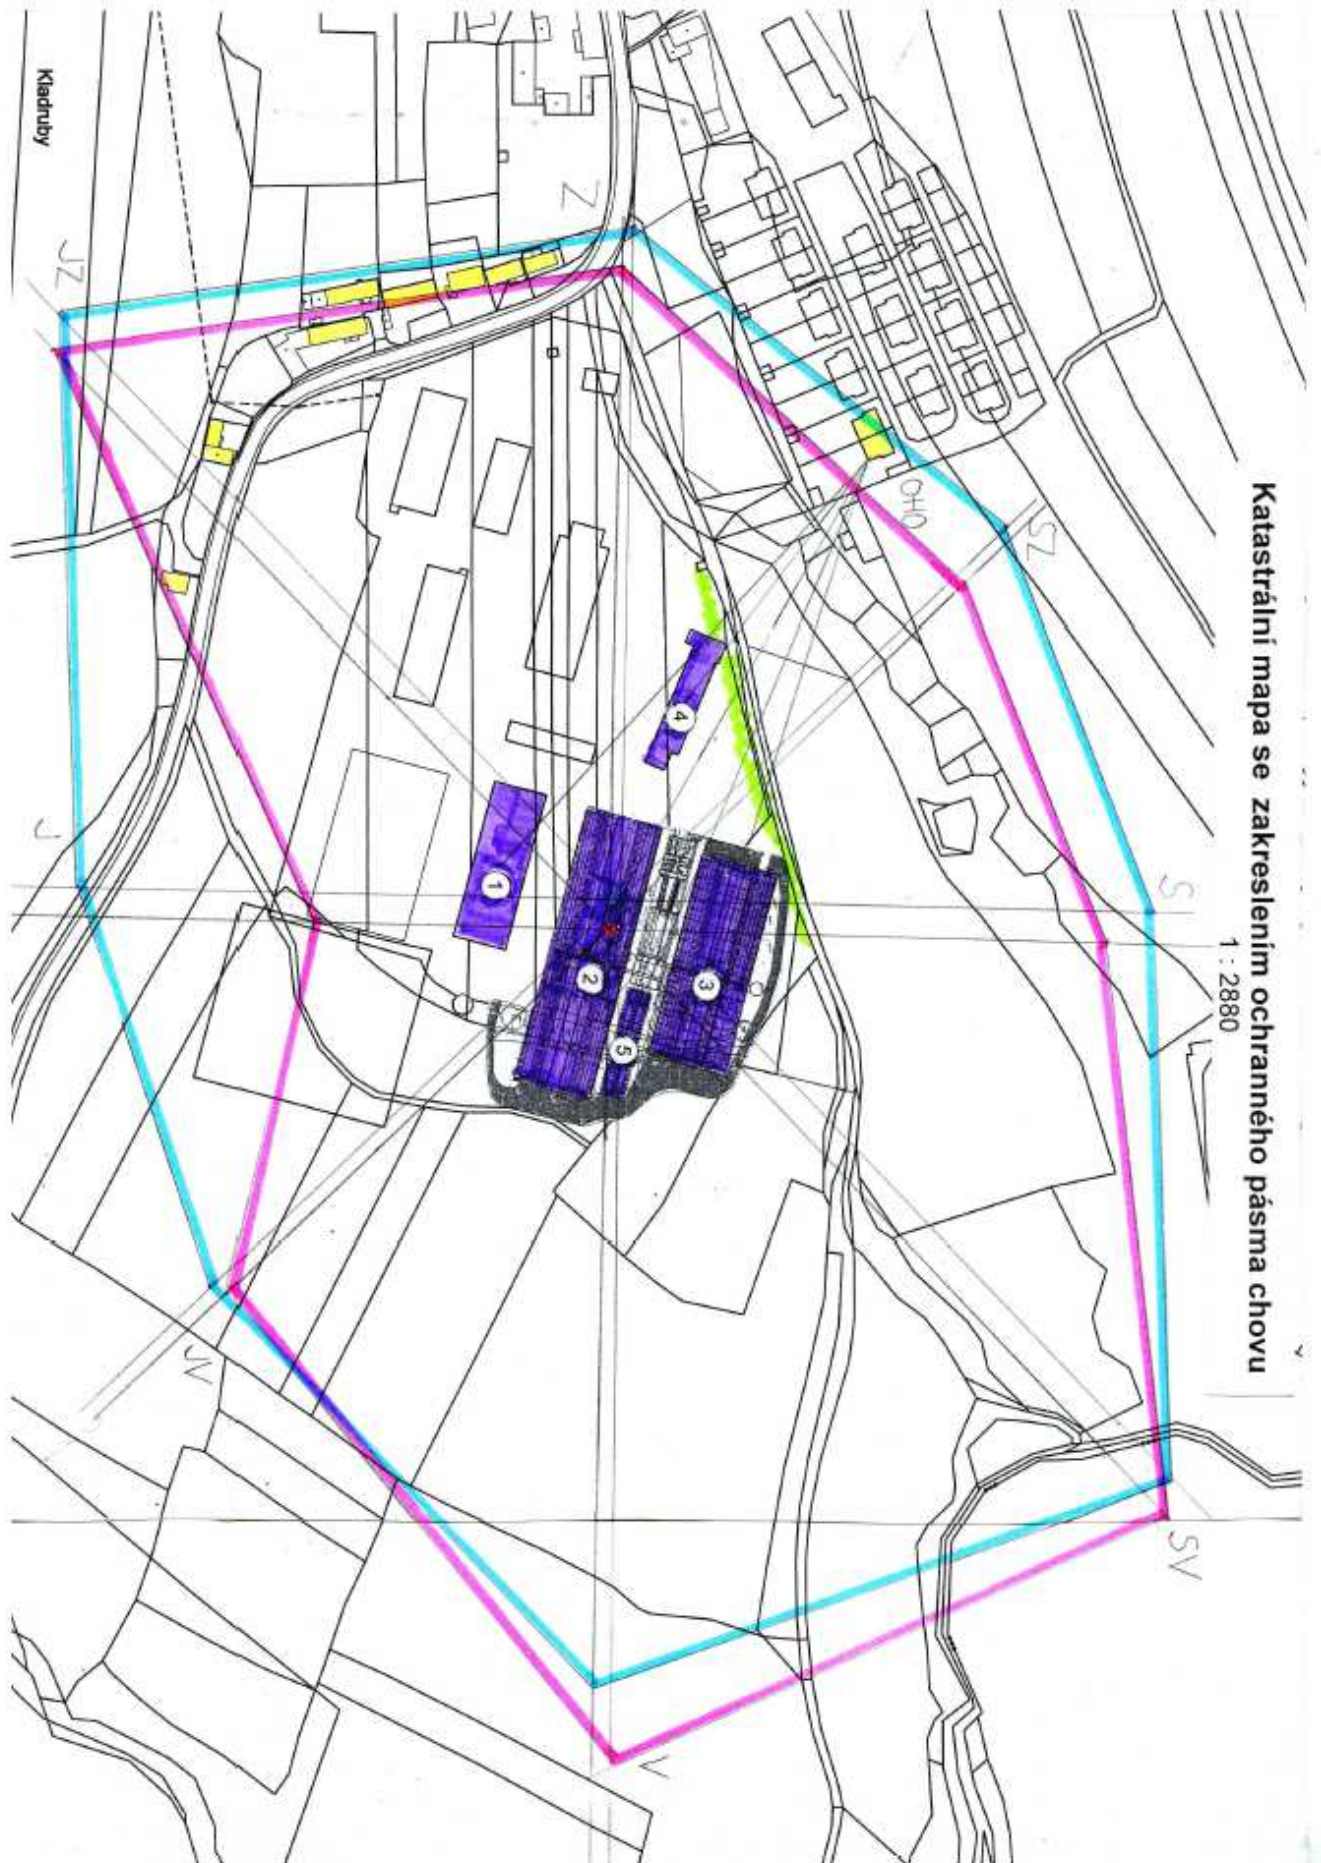 Katastrální mapa se zakreslením ochranného pásma chovu
1 : 2880
S
SV
SZ
OHO
Z
V
JZ
J
JV
1
2
3
4
5
Kladruby